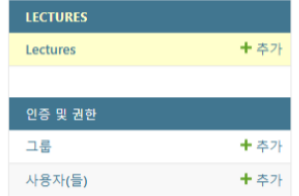 LECTURES
Lectures + 추가
인증 및 권한
그룹 + 추가
사용자(들) + 추가